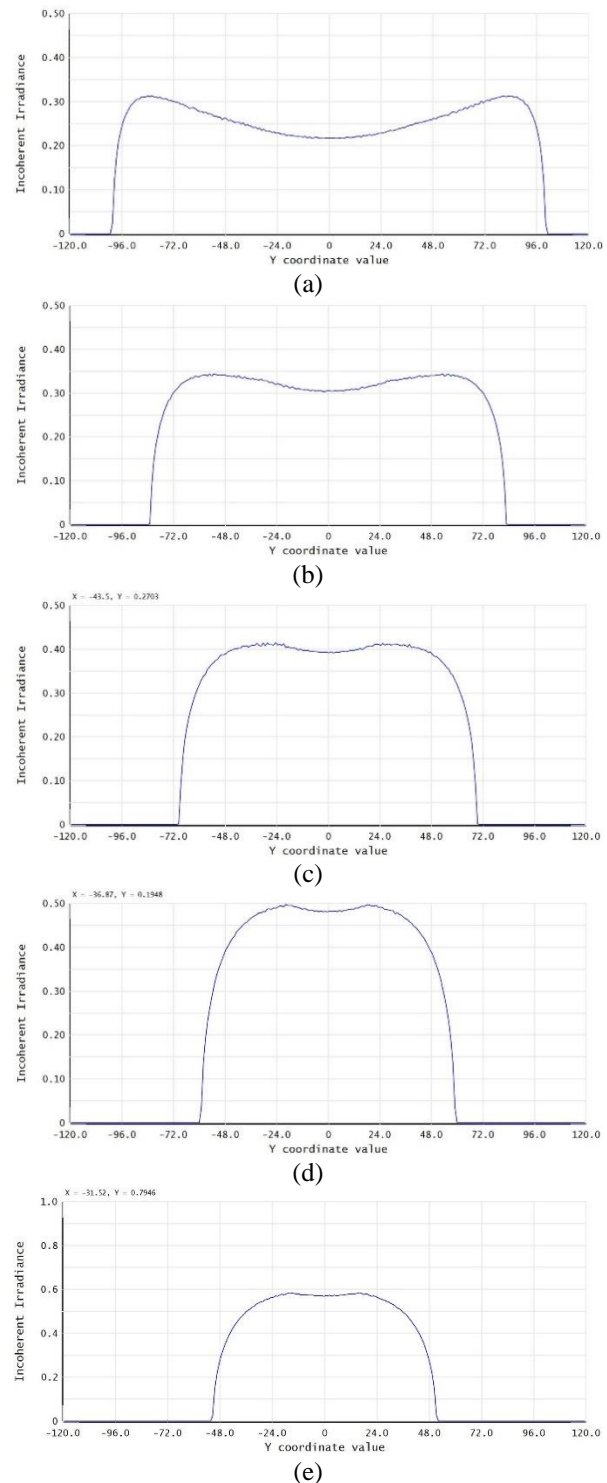 0.50
0.40
0.30
0.20
0.10
0
Incoherent Irradiance
-120.0 -96.0 -72.0 -48.0 -24.0 0 24.0 48.0 72.0 96.0 120.0
Y coordinate value
(a)
0.50
0.40
0.30
0.20
0.10
0
Incoherent Irradiance
-120.0 -96.0 -72.0 -48.0 -24.0 0 24.0 48.0 72.0 96.0 120.0
Y coordinate value
(b)
X = -43.5, Y = 0.2703
0.50
0.40
0.30
0.20
0.10
0
Incoherent Irradiance
-120.0 -96.0 -72.0 -48.0 -24.0 0 24.0 48.0 72.0 96.0 120.0
Y coordinate value
(c)
X = -36.87, Y = 0.1948
0.50
0.40
0.30
0.20
0.10
0
Incoherent Irradiance
-120.0 -96.0 -72.0 -48.0 -24.0 0 24.0 48.0 72.0 96.0 120.0
Y coordinate value
(d)
X = -31.52, Y = 0.7946
1.0
0.8
0.6
0.4
0.2
0
Incoherent Irradiance
-120.0 -96.0 -72.0 -48.0 -24.0 0 24.0 48.0 72.0 96.0 120.0
Y coordinate value
(e)